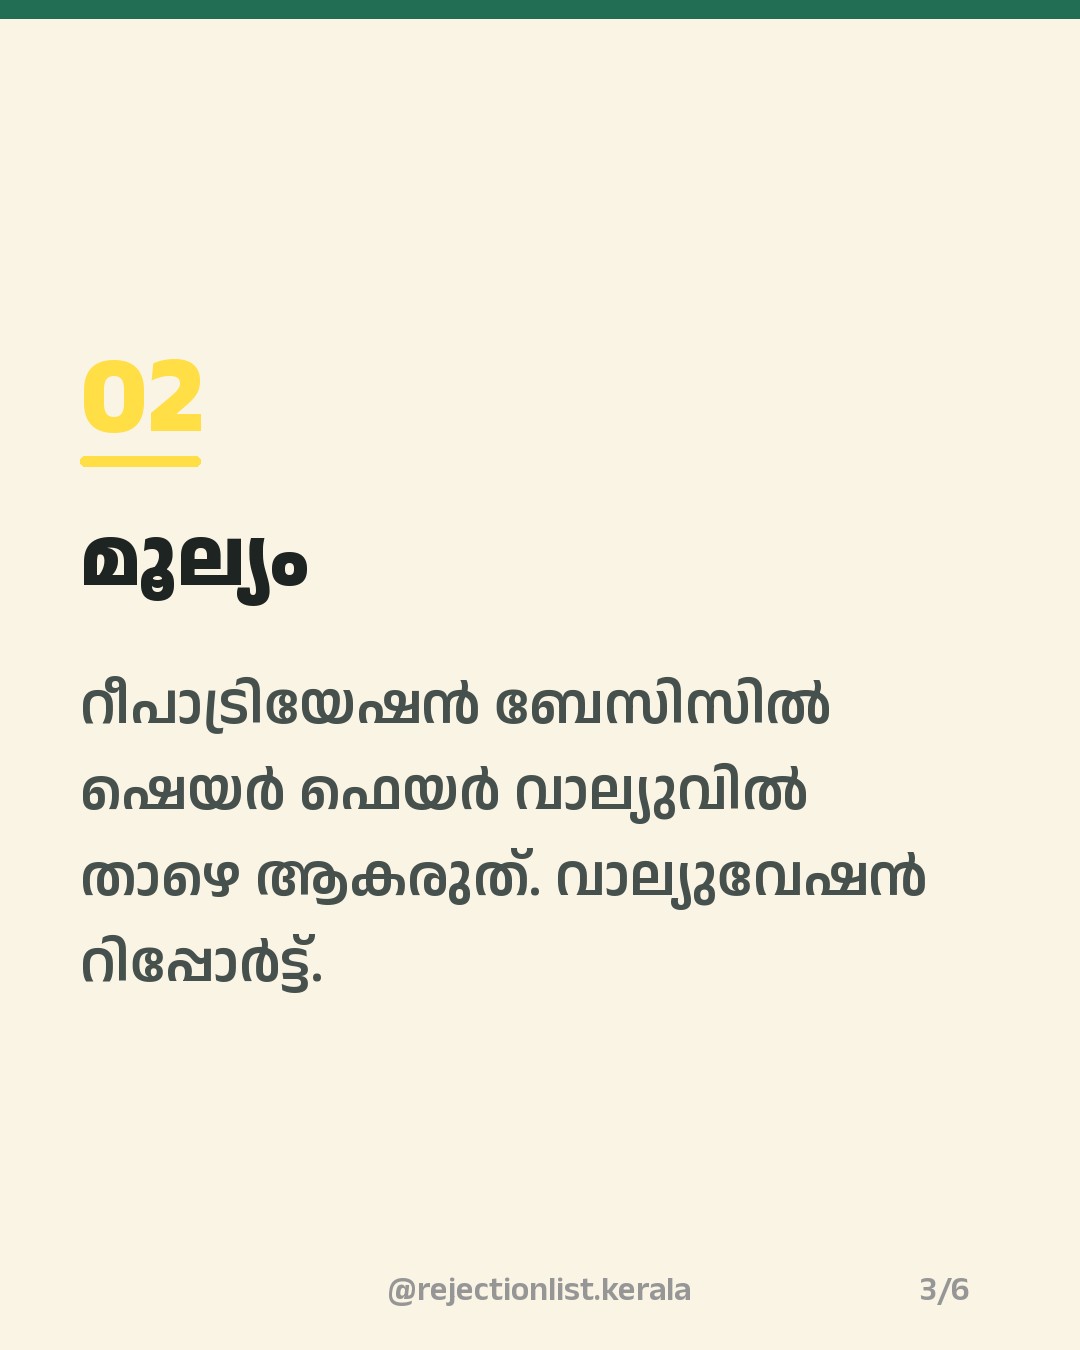 02
മൂല്യം
റീപാട്രിയേഷൻ ബേസിസിൽ
ഷെയർ ഫെയർ വാല്യുവിൽ
താഴെ ആകരുത്. വാല്യുവേഷൻ
റിപ്പോർട്ട്.
@rejectionlist.kerala
3/6